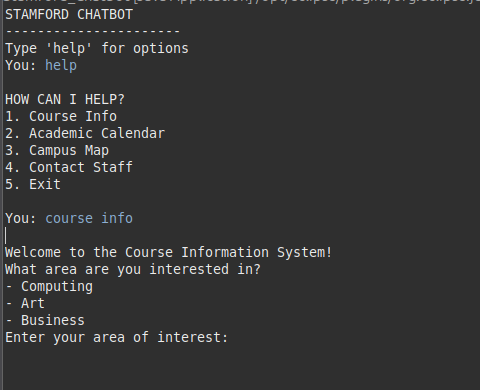 STAMFORD CHATBOT
----------------------
Type 'help' for options
You: help
HOW CAN I HELP?
1. Course Info
2. Academic Calendar
3. Campus Map
4. Contact Staff
5. Exit
You: course info
Welcome to the Course Information System!
What area are you interested in?
- Computing
- Art
- Business
Enter your area of interest: